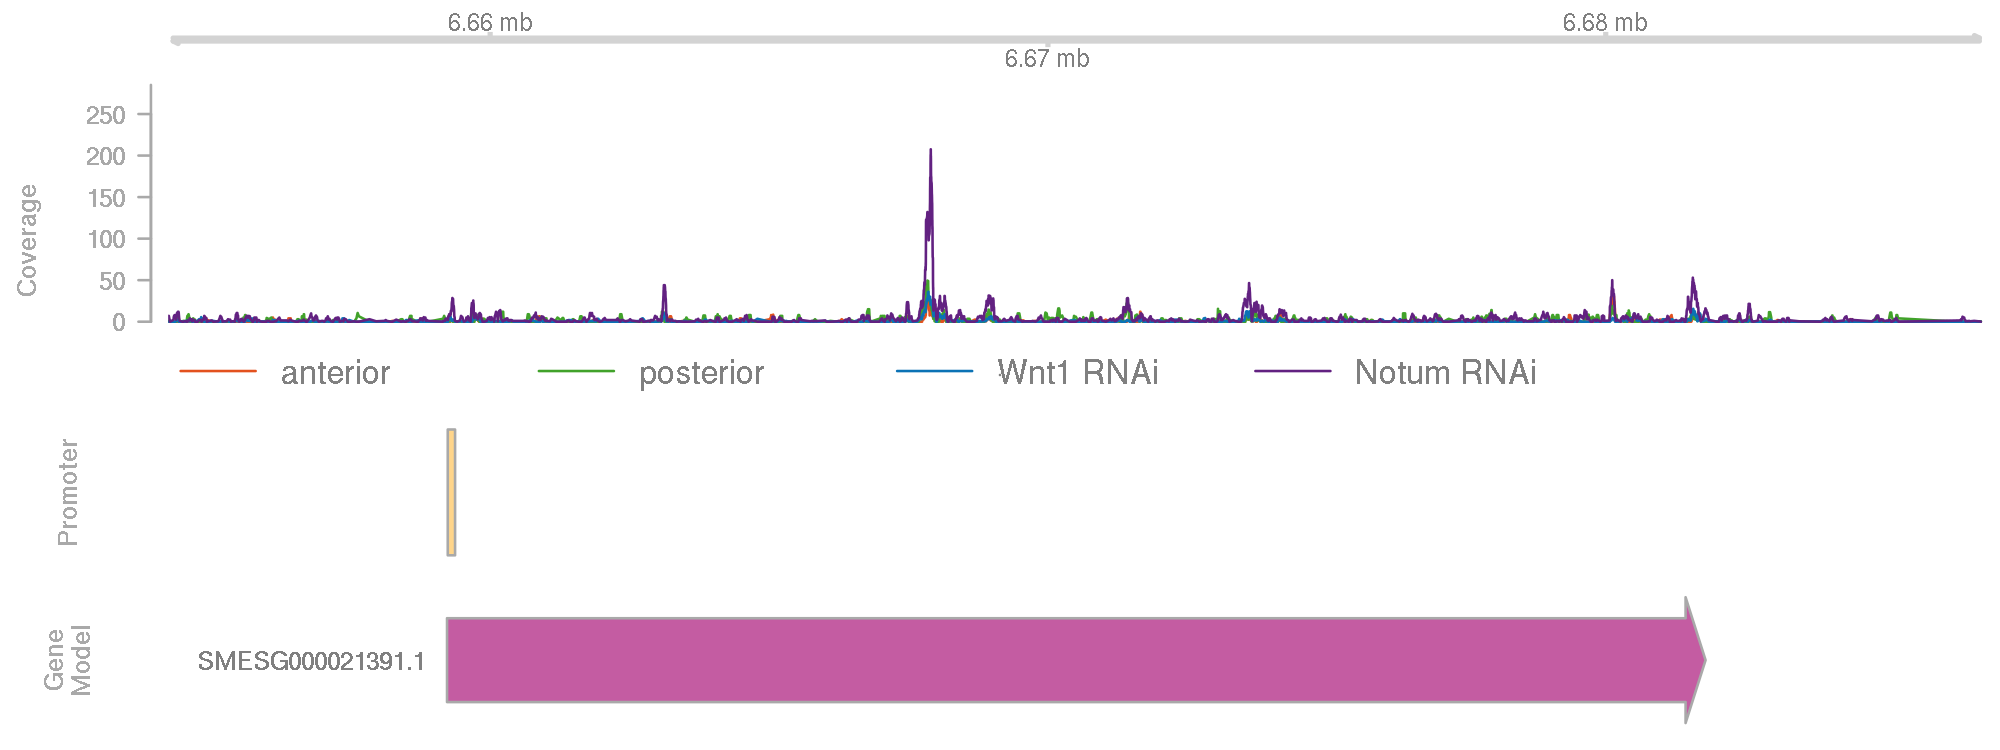 6.66 mb
6.68 mb
6.67 mb
Coverage
250
200
150
100
50
0
anterior
posterior
Wnt1 RNAi
Notum RNAi
Promoter
Gene
Model
SMESG000021391.1